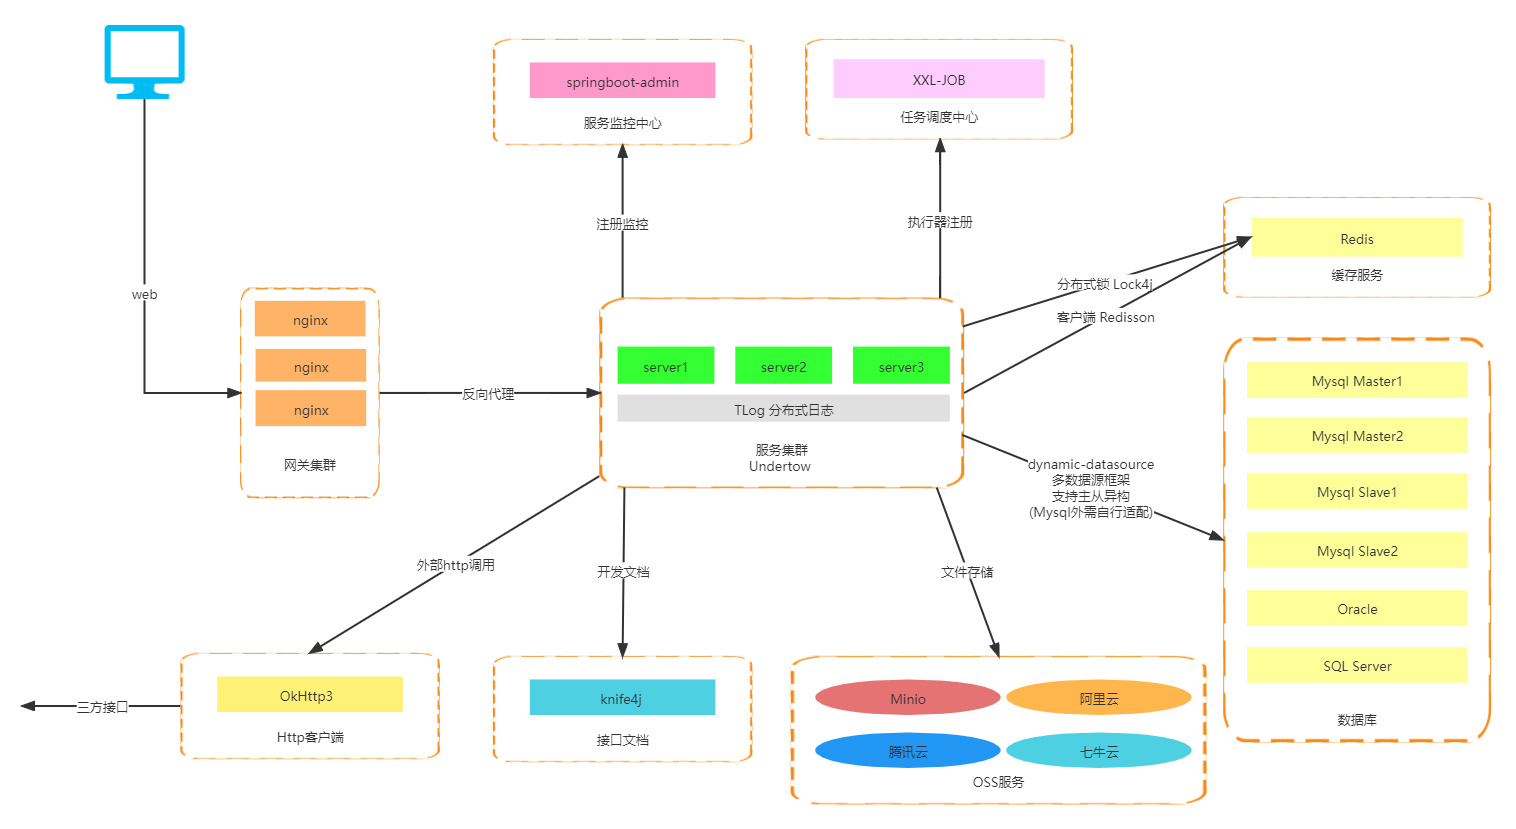 springboot-admin
服务监控中心
XXL-JOB
任务调度中心
注册监控
执行器注册
Redis
缓存服务
web
分布式锁 Lock4j
客户端 Redisson
nginx
nginx
nginx
网关集群
反向代理
server1
server2
server3
TLog 分布式日志
服务集群
Undertow
dynamic-datasource
多数据源框架
支持主从异构
(Mysql外需自行适配)
Mysql Master1
Mysql Master2
Mysql Slave1
Mysql Slave2
Oracle
SQL Server
数据库
外部http调用
开发文档
文件存储
三方接口
OkHttp3
Http客户端
knife4j
接口文档
Minio
阿里云
腾讯云
七牛云
OSS服务